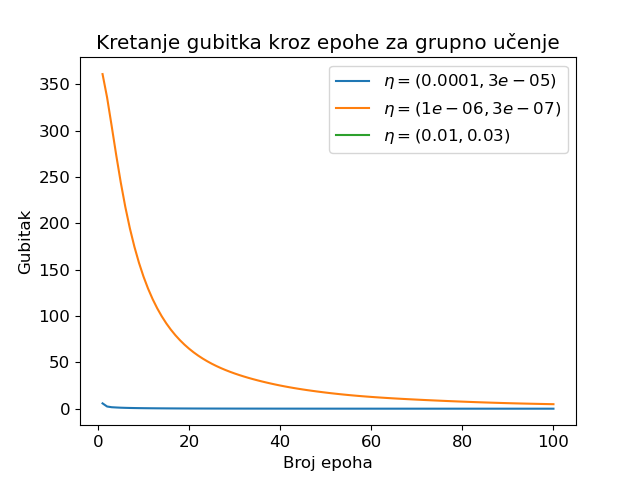 Kretanje gubitka kroz epohe za grupno učenje
η = (0.0001, 3e − 05)
η = (1e − 06, 3e − 07)
η = (0.01, 0.03)
Gubitak
350
300
250
200
150
100
50
0
0 20 40 60 80 100
Broj epoha